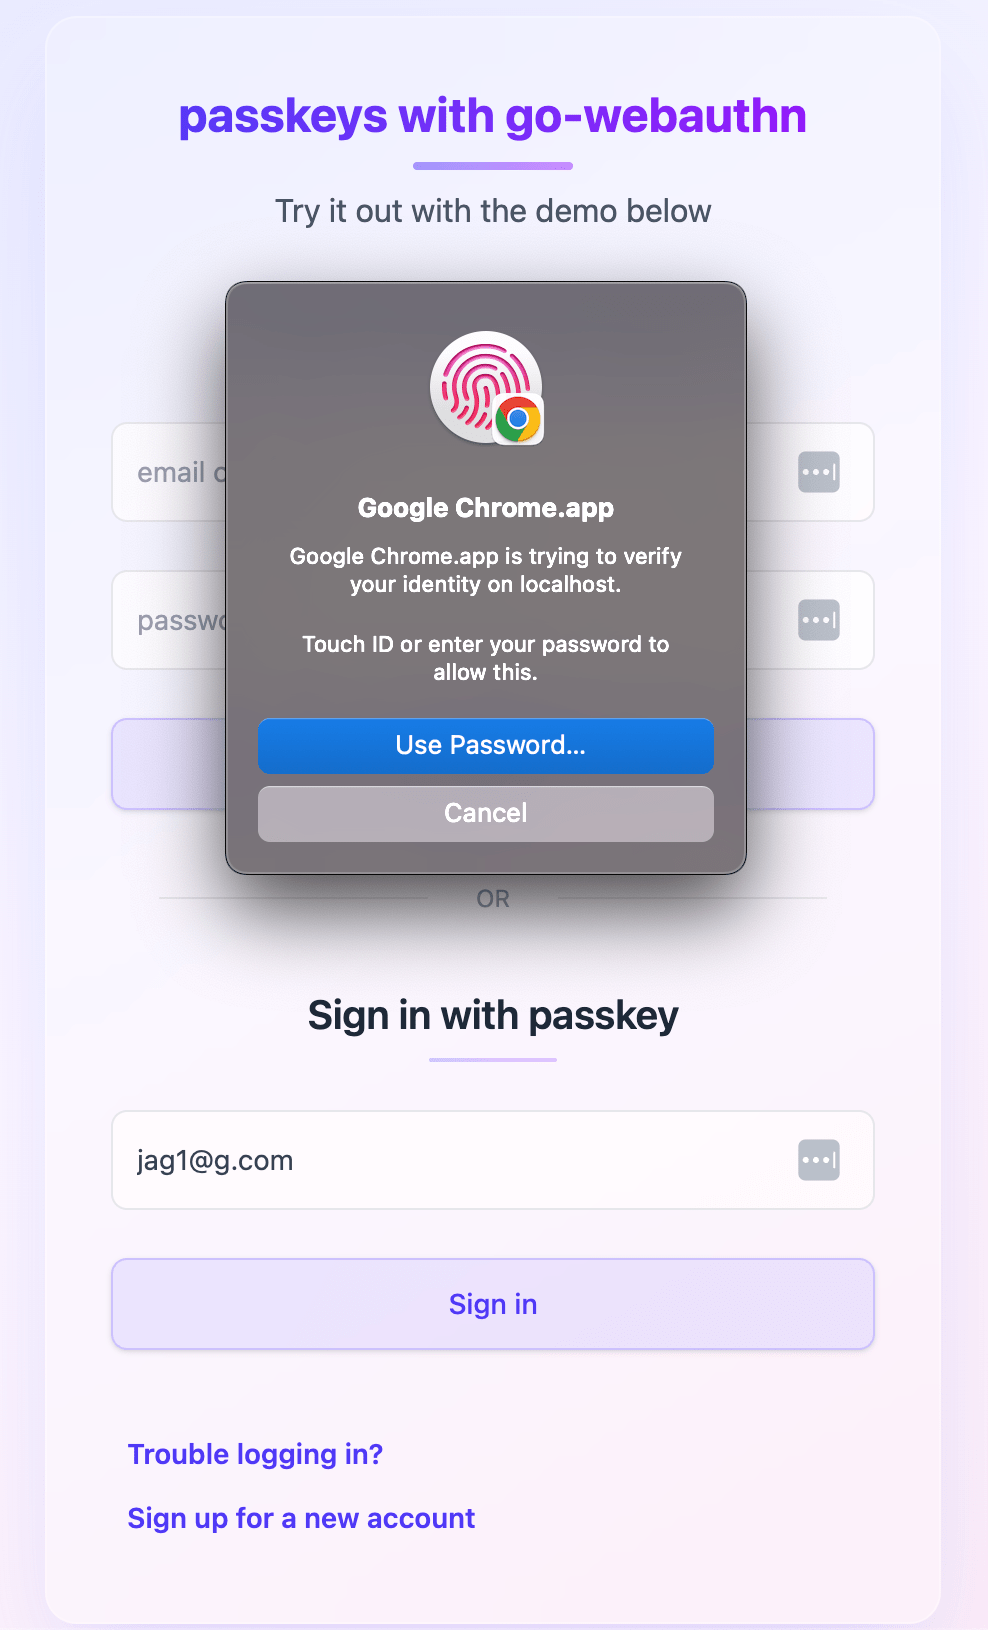 passkeys with go-webauthn
Try it out with the demo below
Google Chrome.app
Google Chrome.app is trying to verify
your identity on localhost.
Touch ID or enter your password to
allow this.
email
Use Password...
Cancel
OR
Sign in with passkey
jag1@g.com
Sign in
Trouble logging in?
Sign up for a new account